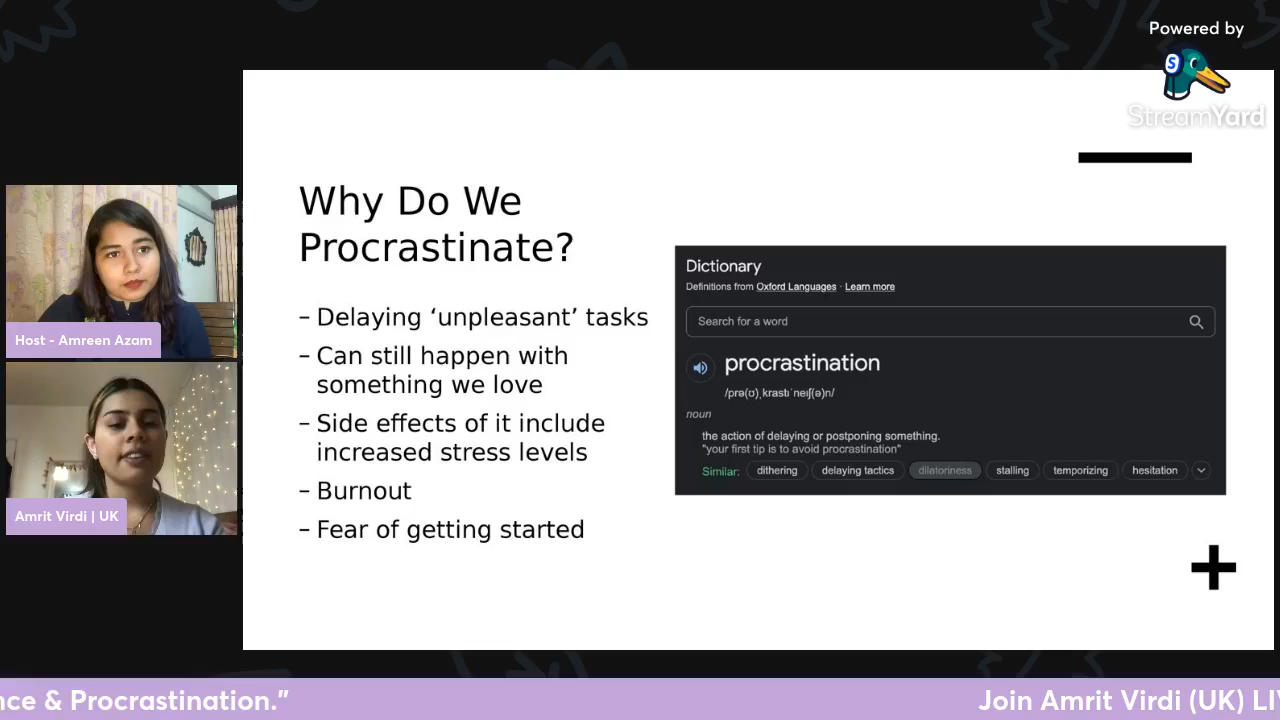 Powered by
StreamYard
Why Do We
Procrastinate?
– Delaying ‘unpleasant’ tasks
– Can still happen with
something we love
– Side effects of it include
increased stress levels
– Burnout
– Fear of getting started
Dictionary
Definitions from Oxford Languages · Learn more
Search for a word
procrastination
/prə(ʊ)ˌkrastɪˈneɪʃ(ə)n/
noun
the action of delaying or postponing something.
"your first tip is to avoid procrastination"
Similar: dithering delaying tactics dilatoriness stalling temporizing hesitation
Host - Amreen Azam
Amrit Virdi | UK
nce & Procrastination.” Join Amrit Virdi (UK) LI